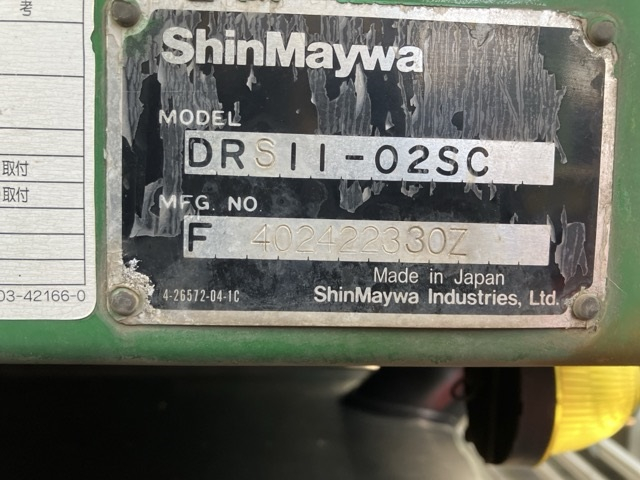 考
取付
取付
03-42166-0
ShinMaywa
MODEL
DRS11-02SC
MFG. NO.
F 402422330Z
Made in Japan
4-26572-04-1C
ShinMaywa Industries, Ltd.